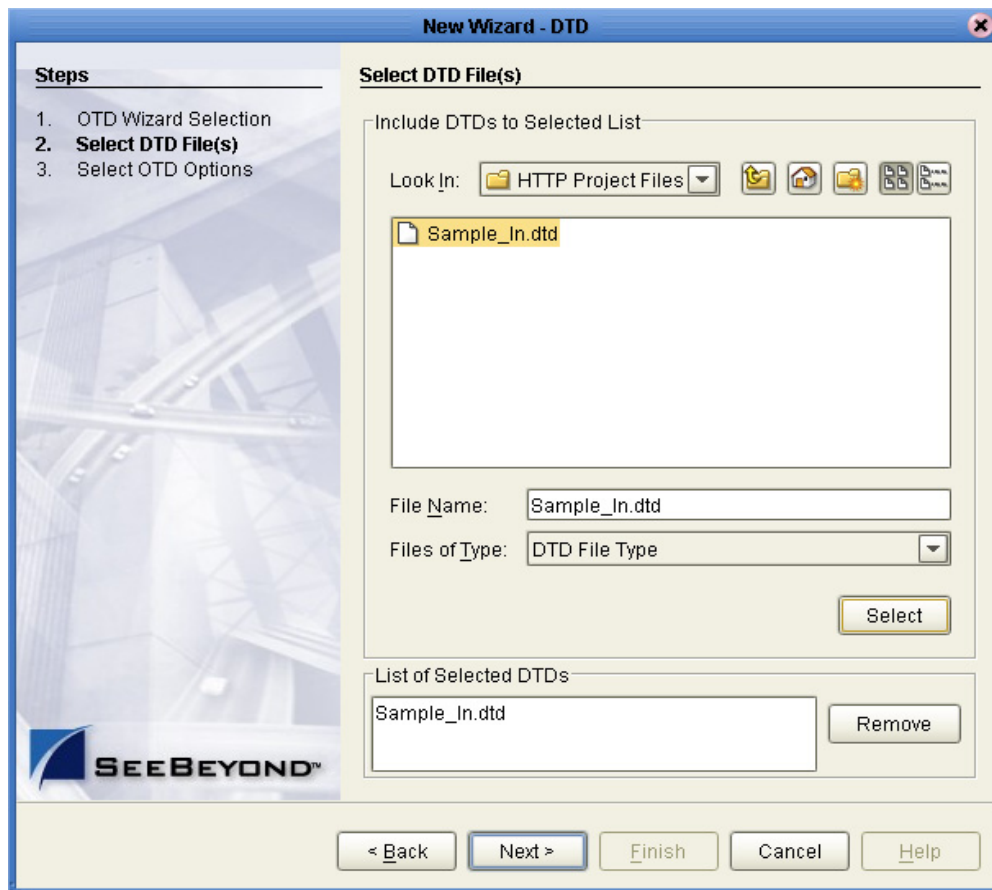 New Wizard - DTD
Steps
1. OTD Wizard Selection
2. Select DTD File(s)
3. Select OTD Options
Select DTD File(s)
Include DTDs to Selected List
Look In: HTTP Project Files
Sample_In.dtd
File Name: Sample_In.dtd
Files of Type: DTD File Type
Select
List of Selected DTDs
Sample_In.dtd
Remove
SEEBEYOND™
< Back Next > Finish Cancel Help